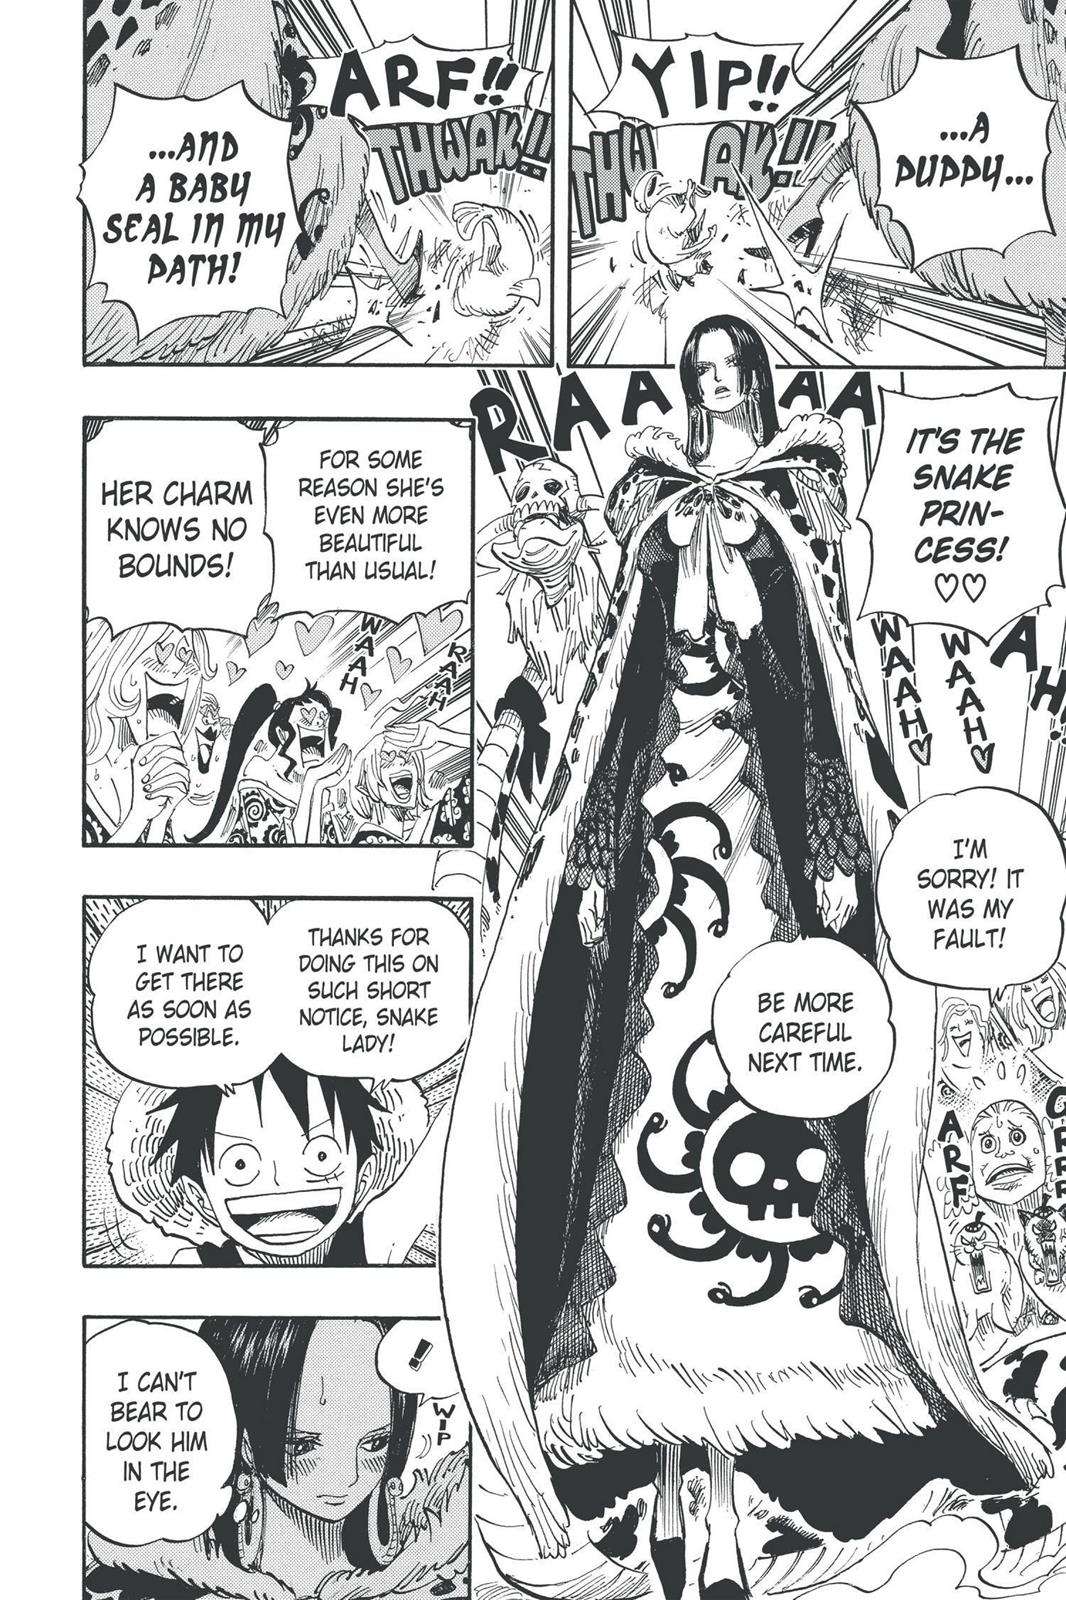 ...A
PUPPY...
YIP!!
THWAK!!
...AND
A BABY
SEAL IN MY
PATH!
ARF!!
THWAK!!
IT'S THE
SNAKE
PRIN-
CESS!
♡♡
RAAAAA
AH!!
WAAH♡
WAAH♡
I'M
SORRY! IT
WAS MY
FAULT!
BE MORE
CAREFUL
NEXT TIME.
ARF
GRRR
FOR SOME
REASON SHE'S
EVEN MORE
BEAUTIFUL
THAN USUAL!
HER CHARM
KNOWS NO
BOUNDS!
WAAH
RAAH
THANKS FOR
DOING THIS ON
SUCH SHORT
NOTICE, SNAKE
LADY!
I WANT TO
GET THERE
AS SOON AS
POSSIBLE.
!
WIP
I CAN'T
BEAR TO
LOOK HIM
IN THE
EYE.